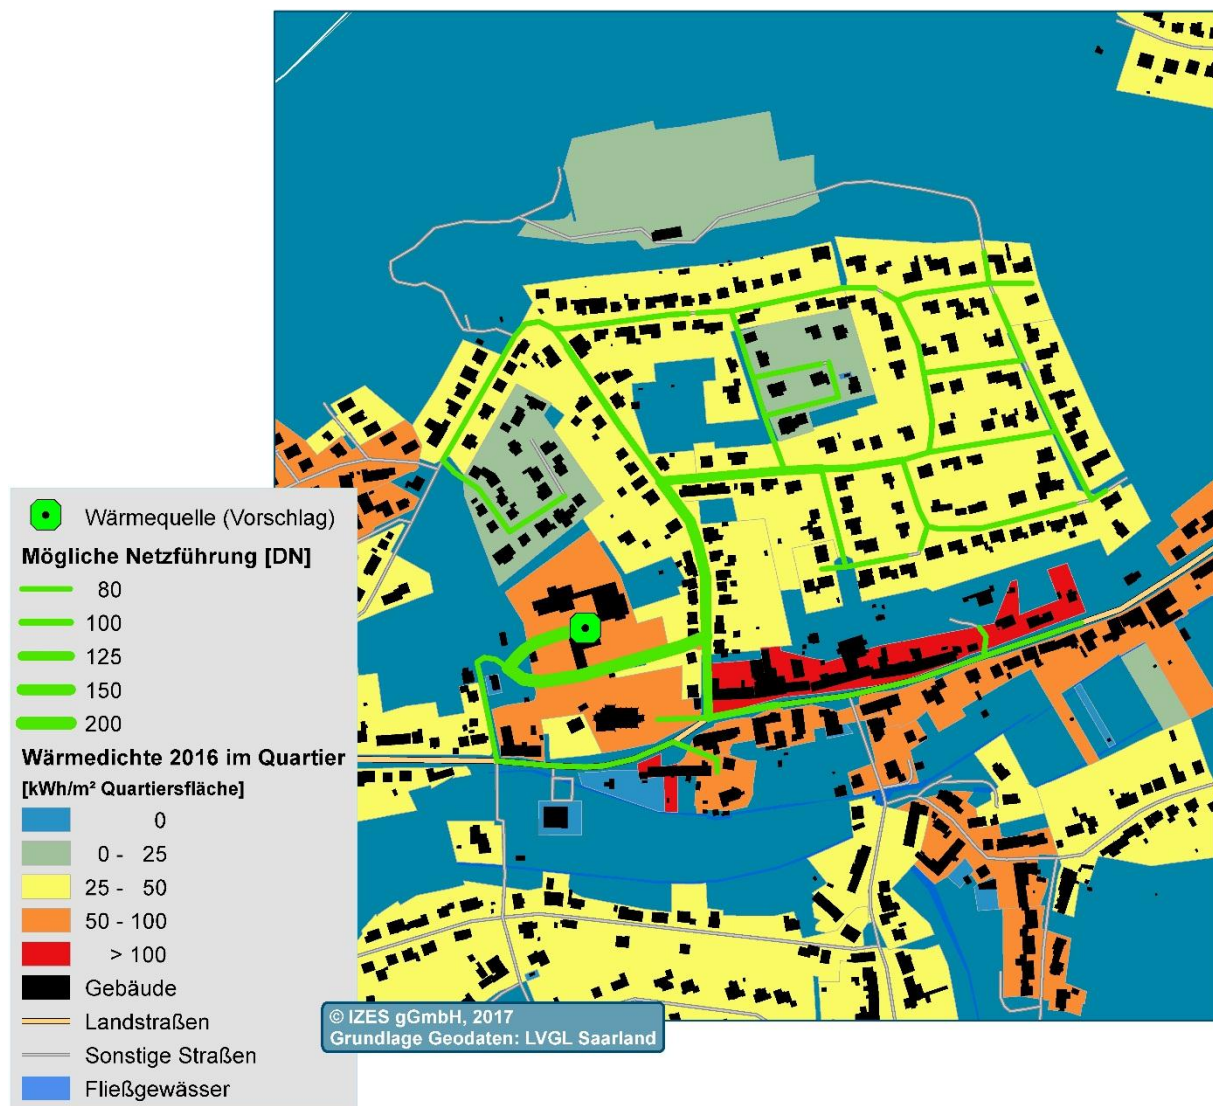 Wärmequelle (Vorschlag)
Mögliche Netzführung [DN]
80
100
125
150
200
Wärmedichte 2016 im Quartier
[kWh/m² Quartiersfläche]
0
0 - 25
25 - 50
50 - 100
> 100
Gebäude
Landstraßen
Sonstige Straßen
Fließgewässer
© IZES gGmbH, 2017
Grundlage Geodaten: LVGL Saarland